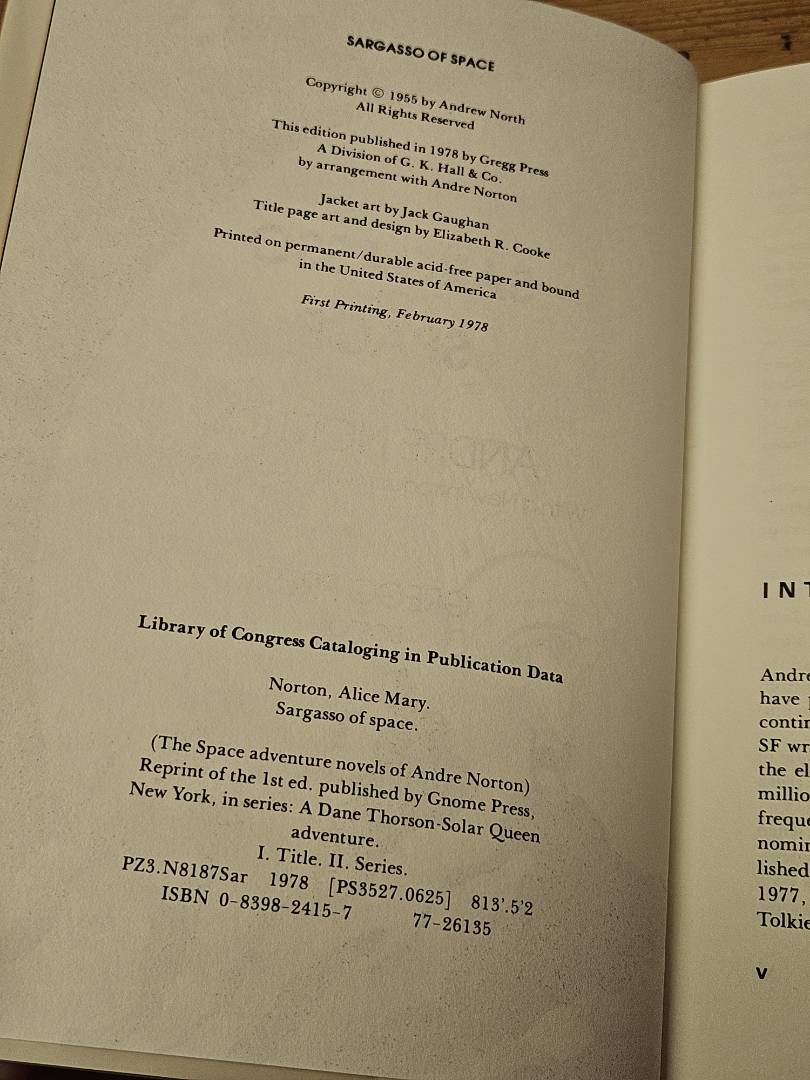 SARGASSO OF SPACE
Copyright © 1955 by Andrew North
All Rights Reserved
This edition published in 1978 by Gregg Press
A Division of G. K. Hall & Co.
by arrangement with Andre Norton
Jacket art by Jack Gaughan
Title page art and design by Elizabeth R. Cooke
Printed on permanent/durable acid-free paper and bound
in the United States of America
First Printing, February 1978
Library of Congress Cataloging in Publication Data
Norton, Alice Mary.
Sargasso of space.
(The Space adventure novels of Andre Norton)
Reprint of the 1st ed. published by Gnome Press,
New York, in series: A Dane Thorson-Solar Queen
adventure.
I. Title. II. Series.
PZ3.N8187Sar 1978 [PS3527.0625] 813'.5'2
ISBN 0-8398-2415-7 77-26135
INT
Andre
have
contin
SF wr
the el
millio
freque
nomin
lished
1977,
Tolkie
v